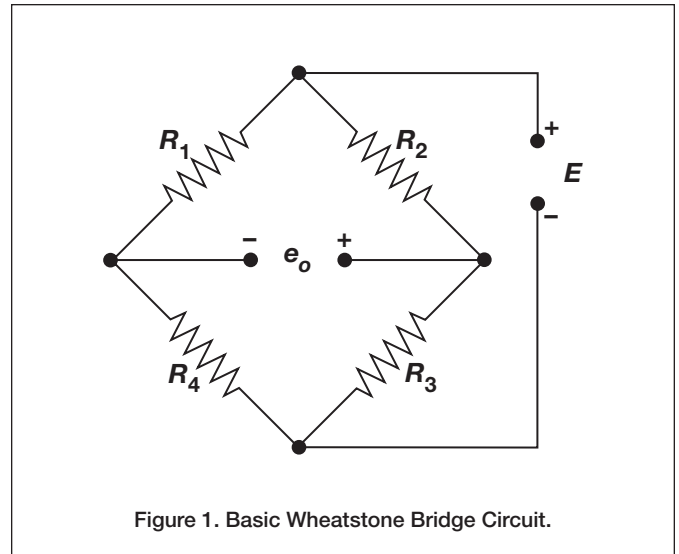 R1
R2
+
E
−
− eo +
R4
R3
Figure 1. Basic Wheatstone Bridge Circuit.